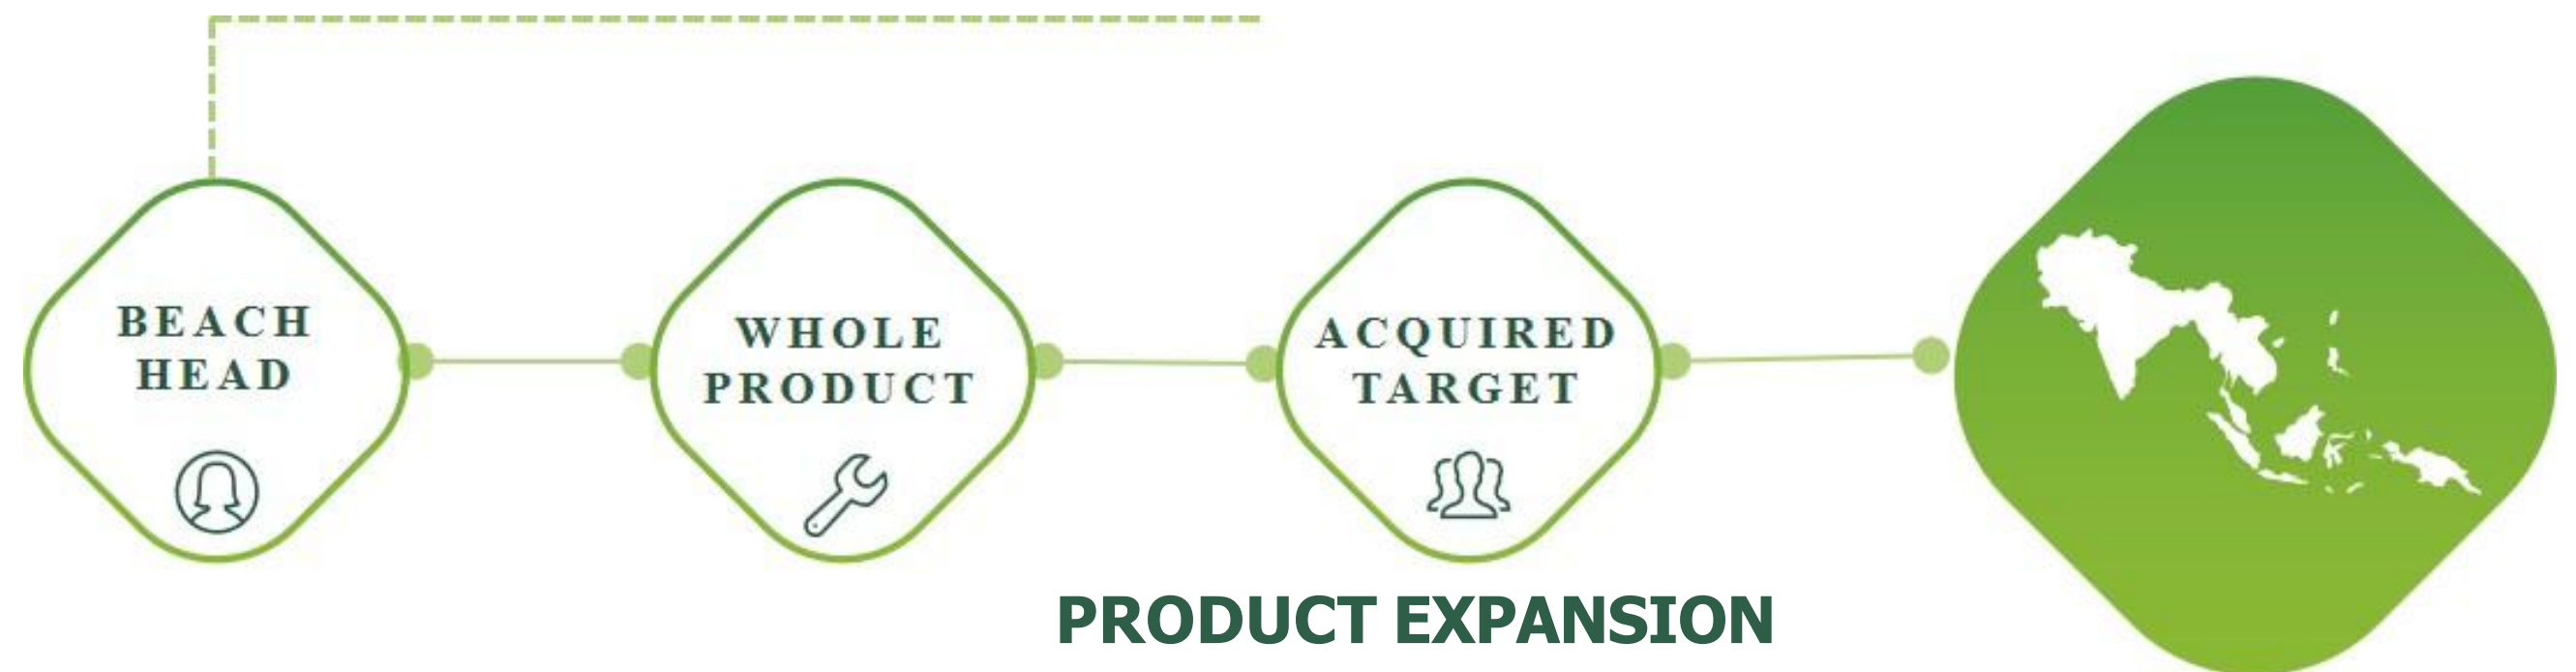 BEACH
HEAD
WHOLE
PRODUCT
ACQUIRED
TARGET
PRODUCT EXPANSION